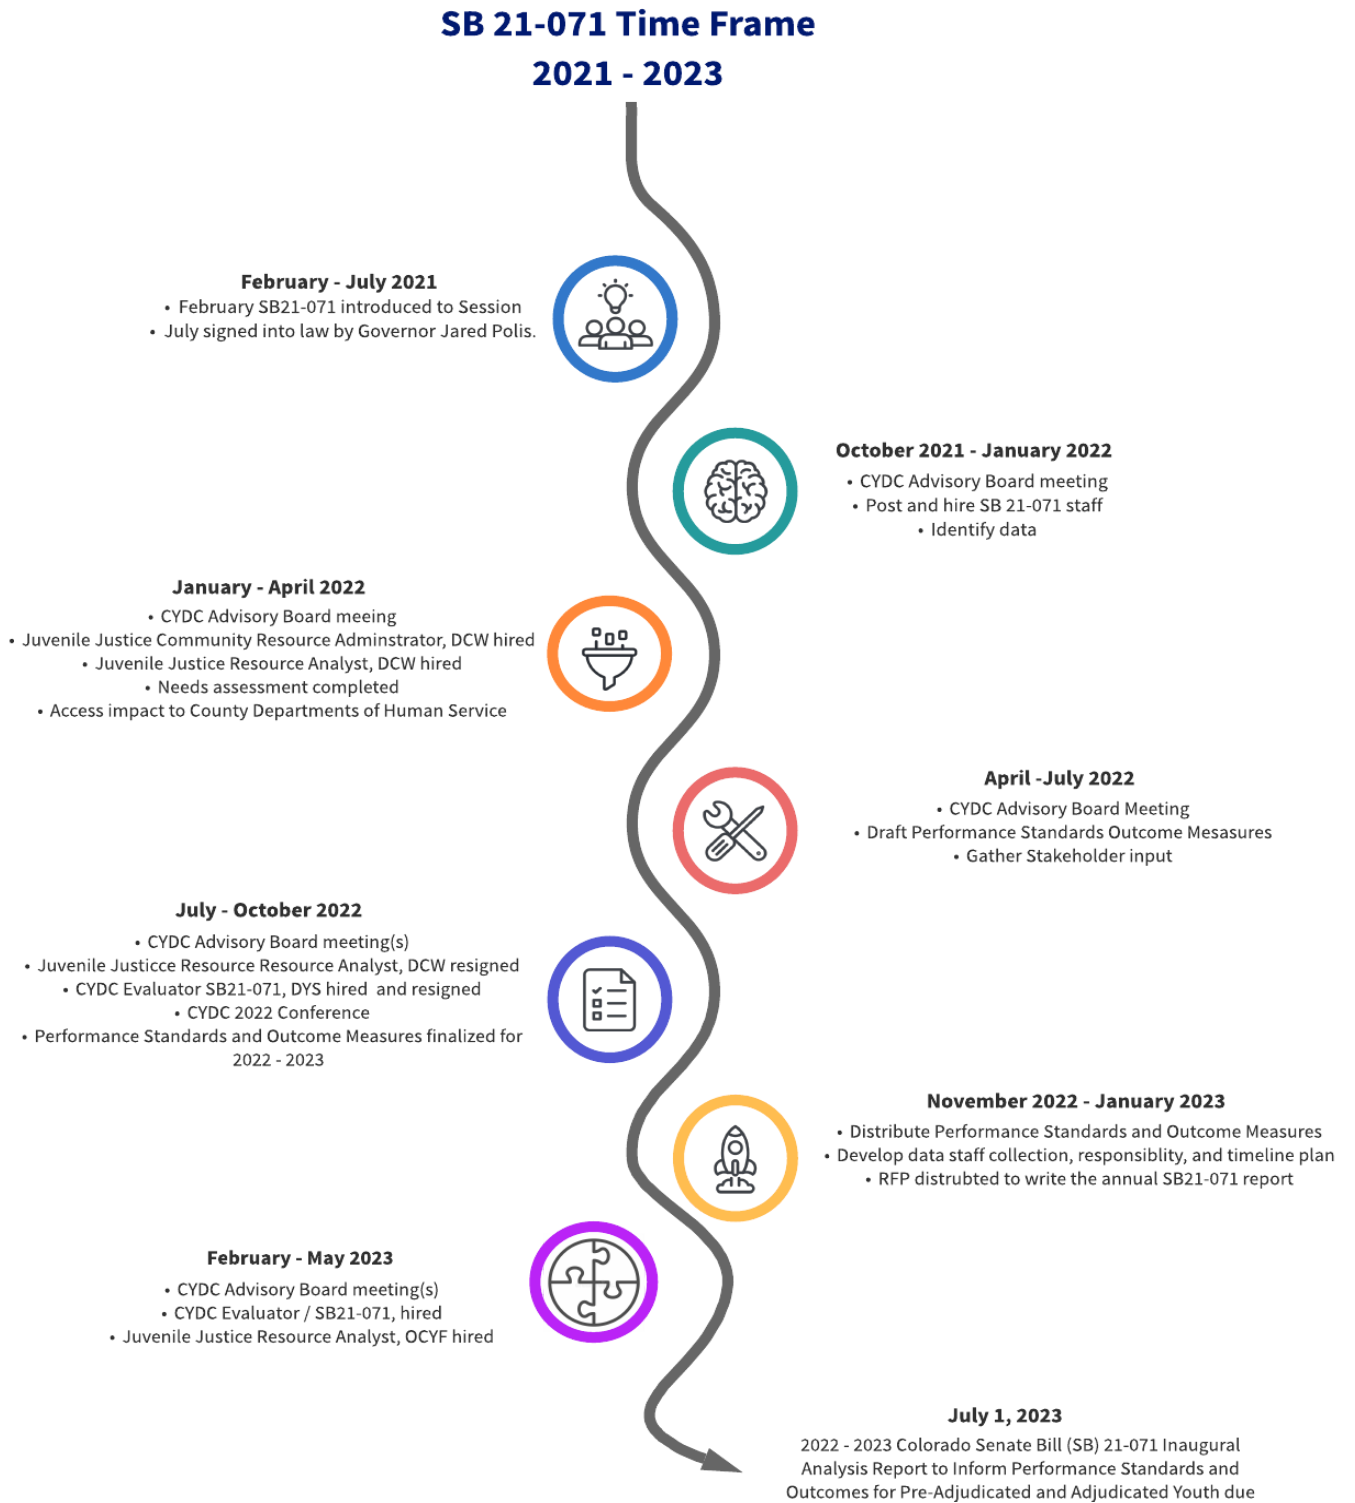 SB 21-071 Time Frame
2021 - 2023
February - July 2021
• February SB21-071 introduced to Session
• July signed into law by Governor Jared Polis.
October 2021 - January 2022
• CYDC Advisory Board meeting
• Post and hire SB 21-071 staff
• Identify data
January - April 2022
• CYDC Advisory Board meeing
• Juvenile Justice Community Resource Adminstrator, DCW hired
• Juvenile Justice Resource Analyst, DCW hired
• Needs assessment completed
• Access impact to County Departments of Human Service
April -July 2022
• CYDC Advisory Board Meeting
• Draft Performance Standards Outcome Mesasures
• Gather Stakeholder input
July - October 2022
• CYDC Advisory Board meeting(s)
• Juvenile Justicce Resource Resource Analyst, DCW resigned
• CYDC Evaluator SB21-071, DYS hired  and resigned
• CYDC 2022 Conference
• Performance Standards and Outcome Measures finalized for
2022 - 2023
November 2022 - January 2023
• Distribute Performance Standards and Outcome Measures
• Develop data staff collection, responsiblity, and timeline plan
• RFP distrubted to write the annual SB21-071 report
February - May 2023
• CYDC Advisory Board meeting(s)
• CYDC Evaluator / SB21-071, hired
• Juvenile Justice Resource Analyst, OCYF hired
July 1, 2023
2022 - 2023 Colorado Senate Bill (SB) 21-071 Inaugural
Analysis Report to Inform Performance Standards and
Outcomes for Pre-Adjudicated and Adjudicated Youth due